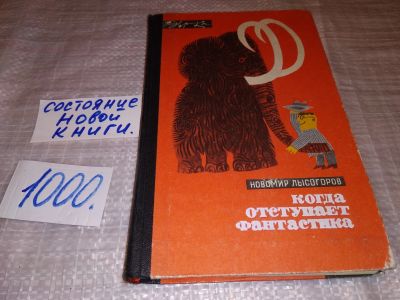 СОСТОЯНИЕ
НОВОЙ
КНИГИ.
1000.
НОВОМИР ЛЫСОГОРОВ
КОГДА
ОТСТУПАЕТ
ФАНТАСТИКА